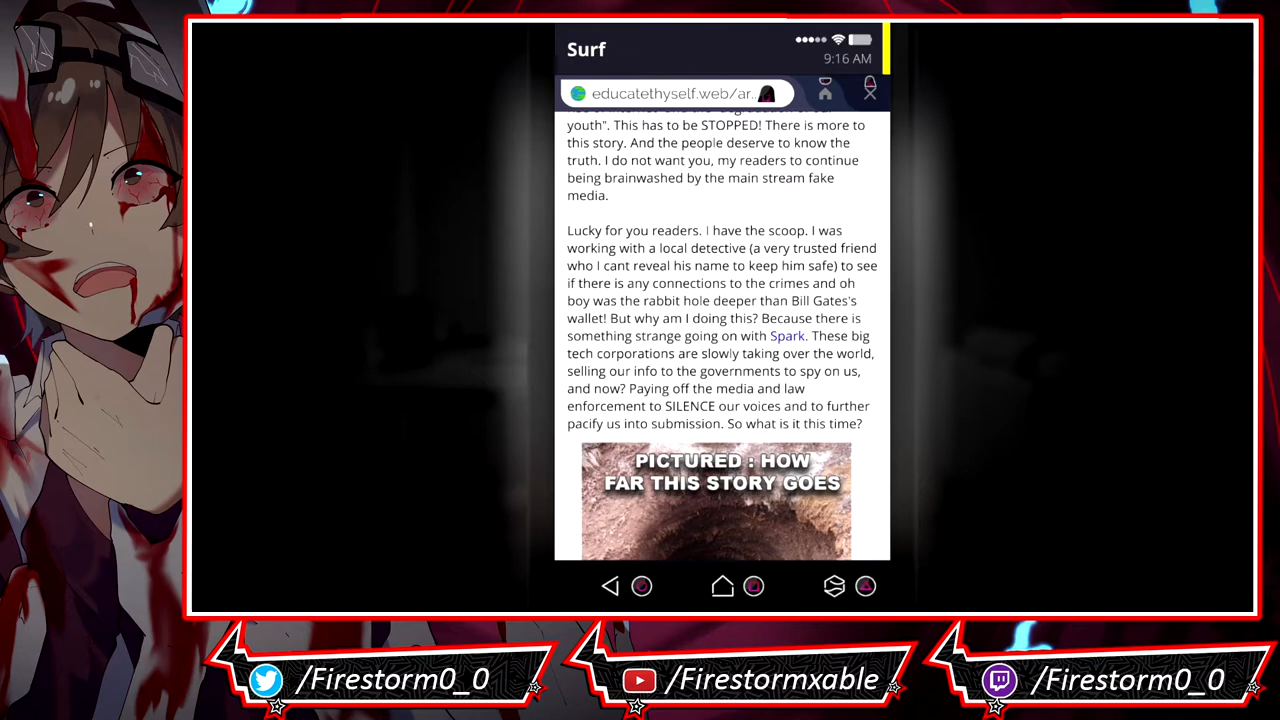 Surf
9:16 AM
educatethyself.web/ar.
youth". This has to be STOPPED! There is more to
this story. And the people deserve to know the
truth. I do not want you, my readers to continue
being brainwashed by the main stream fake
media.
Lucky for you readers. I have the scoop. I was
working with a local detective (a very trusted friend
who I cant reveal his name to keep him safe) to see
if there is any connections to the crimes and oh
boy was the rabbit hole deeper than Bill Gates's
wallet! But why am I doing this? Because there is
something strange going on with Spark. These big
tech corporations are slowly taking over the world,
selling our info to the governments to spy on us,
and now? Paying off the media and law
enforcement to SILENCE our voices and to further
pacify us into submission. So what is it this time?
PICTURED : HOW
FAR THIS STORY GOES
/Firestorm0_0
/Firestormxable
/Firestorm0_0